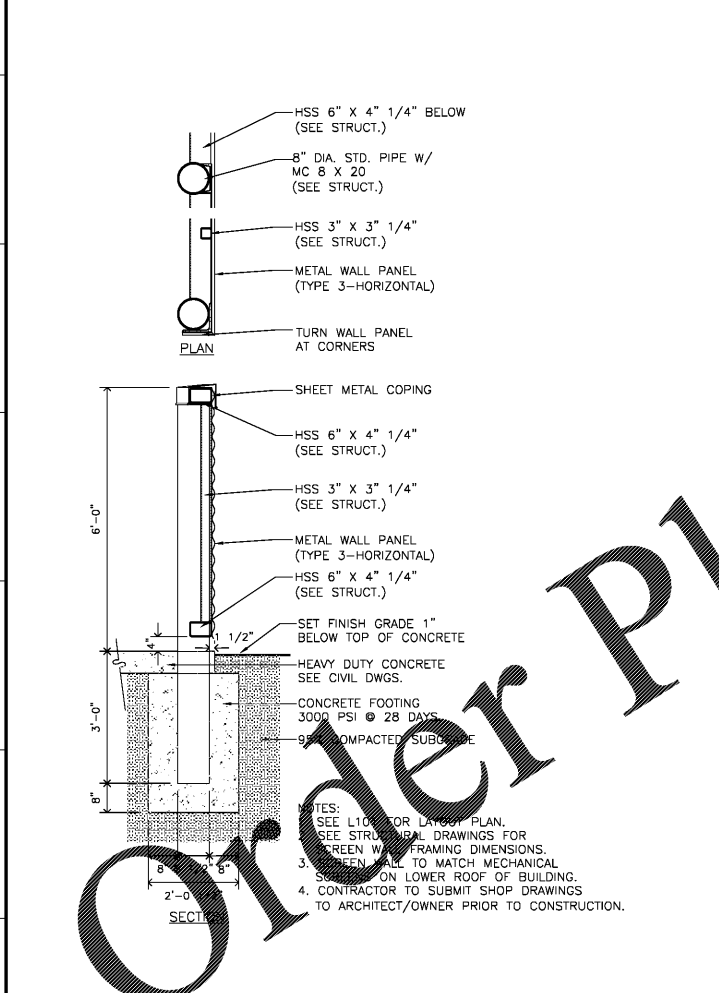 HSS 6" X 4" 1/4" BELOW
(SEE STRUCT.)
8" DIA. STD. PIPE W/
MC 8 X 20
(SEE STRUCT.)
HSS 3" X 3" 1/4"
(SEE STRUCT.)
METAL WALL PANEL
(TYPE 3-HORIZONTAL)
TURN WALL PANEL
AT CORNERS
PLAN
SHEET METAL COPING
HSS 6" X 4" 1/4"
(SEE STRUCT.)
HSS 3" X 3" 1/4"
(SEE STRUCT.)
6'-0"
METAL WALL PANEL
(TYPE 3-HORIZONTAL)
HSS 6" X 4" 1/4"
(SEE STRUCT.)
4"
1 1/2"
SET FINISH GRADE 1"
BELOW TOP OF CONCRETE
HEAVY DUTY CONCRETE
SEE CIVIL DWGS.
3'-0"
CONCRETE FOOTING
3000 PSI @ 28 DAYS
95% COMPACTED SUBGRADE
8"
NOTES:
SEE FOR LAYOUT PLAN.
2. SEE STRUCTURAL DRAWINGS FOR
SCREEN WALL FRAMING DIMENSIONS.
3. SCREEN WALL TO MATCH MECHANICAL
SCREENS ON LOWER ROOF OF BUILDING.
4. CONTRACTOR TO SUBMIT SHOP DRAWINGS
TO ARCHITECT/OWNER PRIOR TO CONSTRUCTION.
8" 1/2" 8"
2'-0 1/2"
SECTION
Order Pl